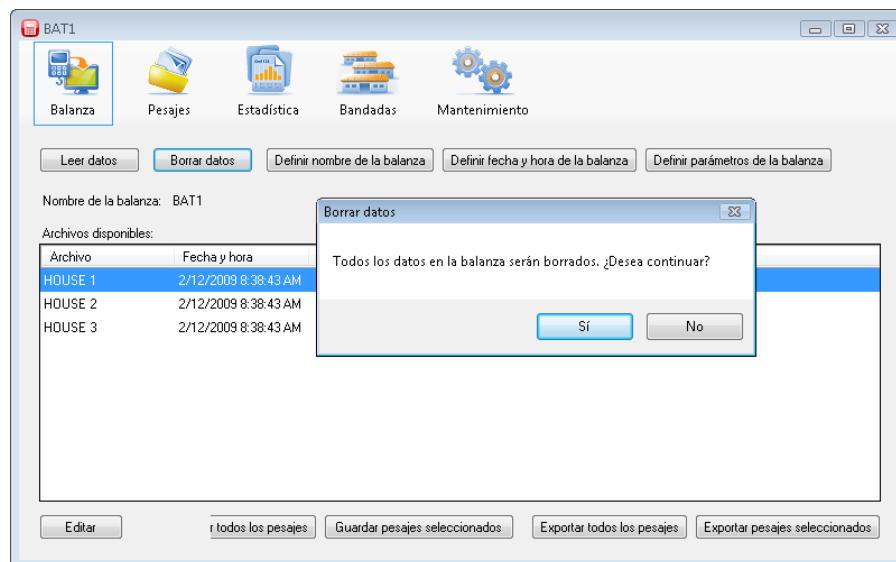 BAT1
Balanza Pesajes Estadística Bandadas Mantenimiento
Leer datos Borrar datos Definir nombre de la balanza Definir fecha y hora de la balanza Definir parámetros de la balanza
Nombre de la balanza: BAT1
Archivos disponibles:
Archivo Fecha y hora
HOUSE 1 2/12/2009 8:38:43 AM
HOUSE 2 2/12/2009 8:38:43 AM
HOUSE 3 2/12/2009 8:38:43 AM
Borrar datos
Todos los datos en la balanza serán borrados. ¿Desea continuar?
Sí No
Editar r todos los pesajes Guardar pesajes seleccionados Exportar todos los pesajes Exportar pesajes seleccionados